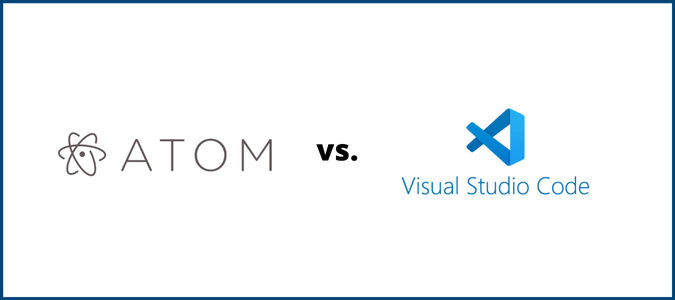 ATOM vs.
Visual Studio Code